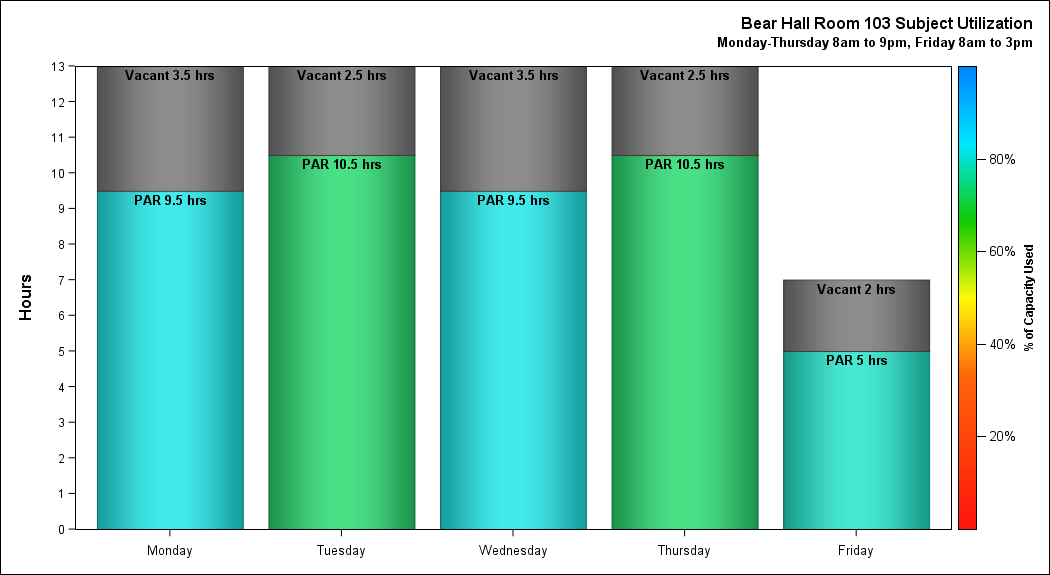 Bear Hall Room 103 Subject Utilization
Monday-Thursday 8am to 9pm, Friday 8am to 3pm
Hours
13
12
11
10
9
8
7
6
5
4
3
2
1
0
Vacant 3.5 hrs
PAR 9.5 hrs
Vacant 2.5 hrs
PAR 10.5 hrs
Vacant 3.5 hrs
PAR 9.5 hrs
Vacant 2.5 hrs
PAR 10.5 hrs
Vacant 2 hrs
PAR 5 hrs
Monday
Tuesday
Wednesday
Thursday
Friday
80%
60%
40%
20%
% of Capacity Used